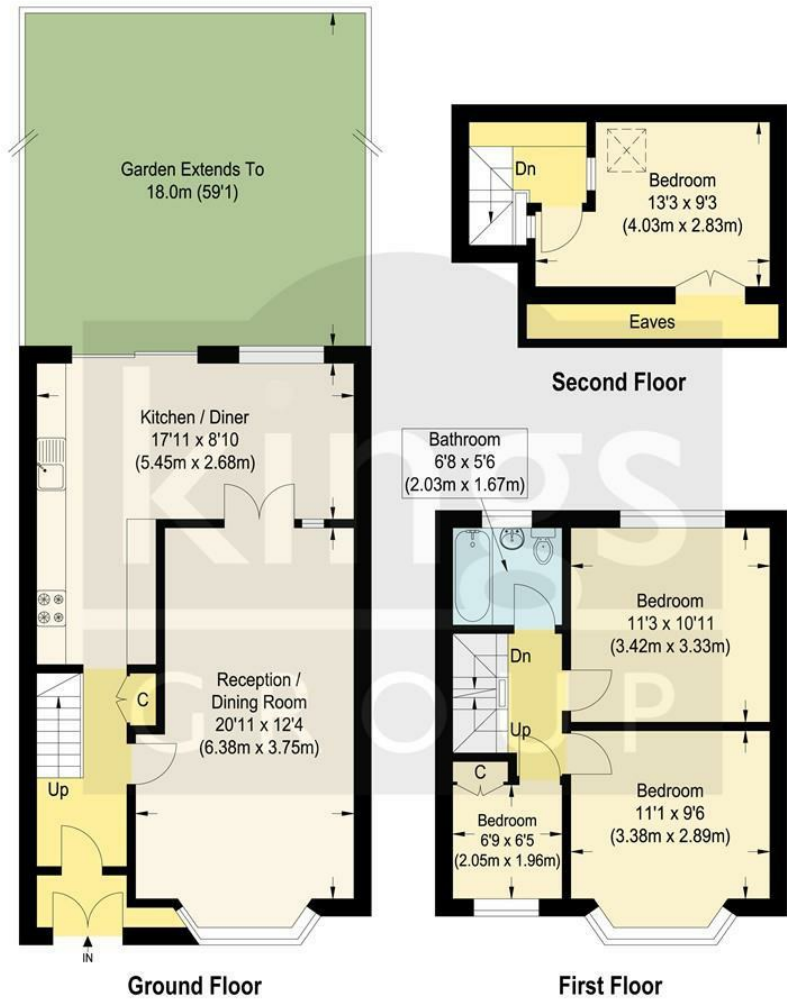 Garden Extends To
18.0m (59'1)
Kitchen / Diner
17'11 x 8'10
(5.45m x 2.68m)
C
Reception /
Dining Room
20'11 x 12'4
(6.38m x 3.75m)
Up
IN
Ground Floor
Dn
Bedroom
13'3 x 9'3
(4.03m x 2.83m)
Eaves
Second Floor
Bathroom
6'8 x 5'6
(2.03m x 1.67m)
Bedroom
11'3 x 10'11
(3.42m x 3.33m)
Dn
Up
C
Bedroom
6'9 x 6'5
(2.05m x 1.96m)
Bedroom
11'1 x 9'6
(3.38m x 2.89m)
First Floor
kings
GROUP